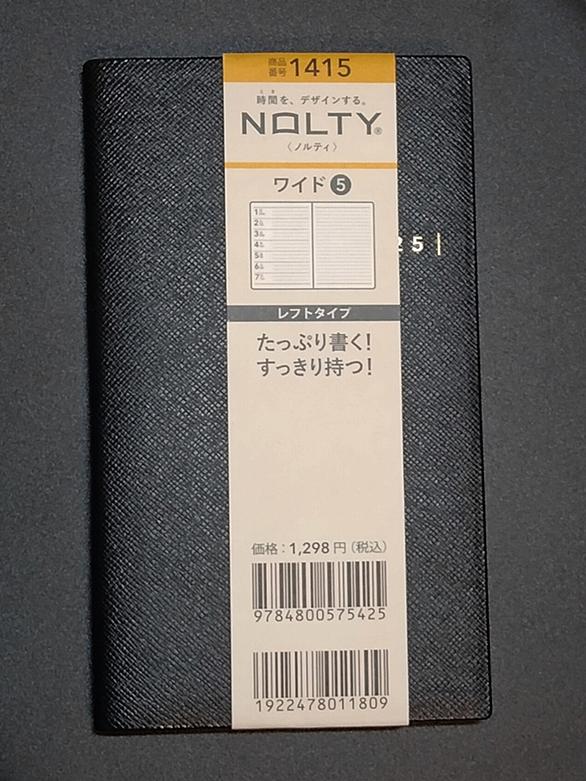 商品
番号 1415
とき
時間を、デザインする。
NOLTY®
〈ノルティ〉
ワイド 5
1
2
3
4
5
6
7
25|
レフトタイプ
たっぷり書く!
すっきり持つ!
価格:1,298円(税込)
9784800575425
1922478011809